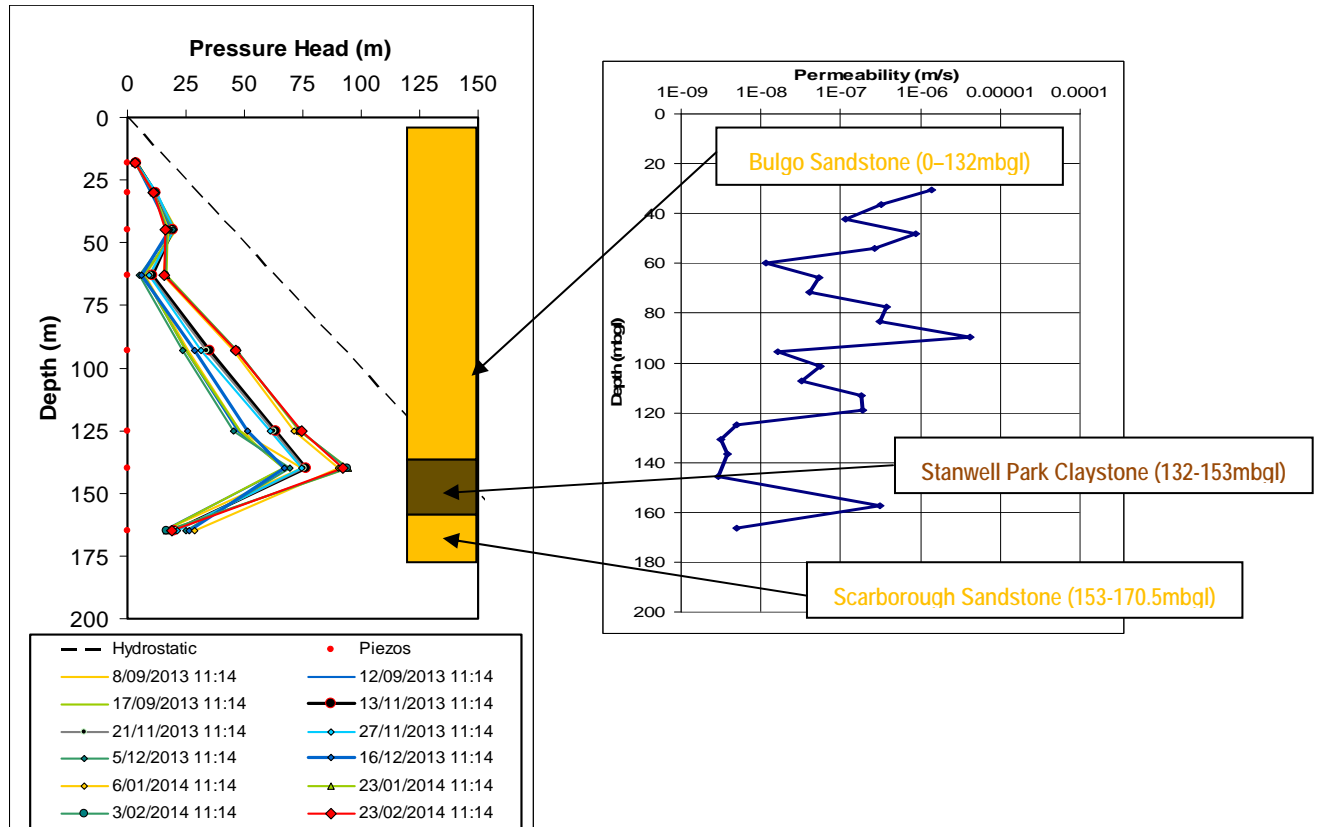 Pressure Head (m)
0 25 50 75 100 125 150
0
25
50
75
100
125
150
175
200
Depth (m)
Hydrostatic
Piezos
8/09/2013 11:14
12/09/2013 11:14
17/09/2013 11:14
13/11/2013 11:14
21/11/2013 11:14
27/11/2013 11:14
5/12/2013 11:14
16/12/2013 11:14
6/01/2014 11:14
23/01/2014 11:14
3/02/2014 11:14
23/02/2014 11:14
Permeability (m/s)
1E-09 1E-08 1E-07 1E-06 0.00001 0.0001
0
20
40
60
80
100
120
140
160
180
200
Depth (mbgl)
Bulgo Sandstone (0–132mbgl)
Stanwell Park Claystone (132-153mbgl)
Scarborough Sandstone (153-170.5mbgl)